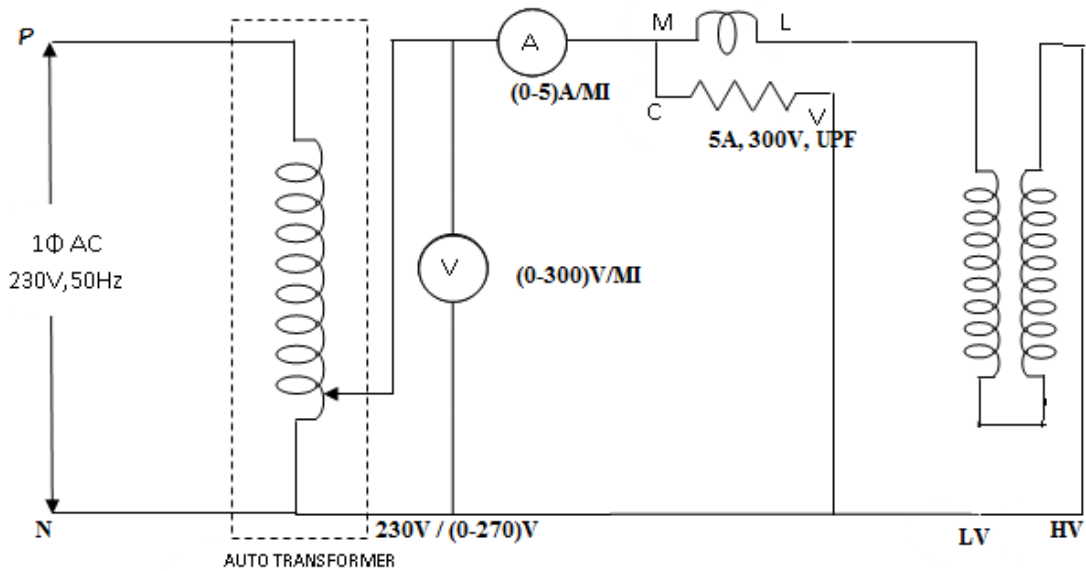 P
M
L
A
(0-5)A/MI
C
V
5A, 300V, UPF
1Φ AC
230V,50Hz
V
(0-300)V/MI
N
230V / (0-270)V
LV
HV
AUTO TRANSFORMER